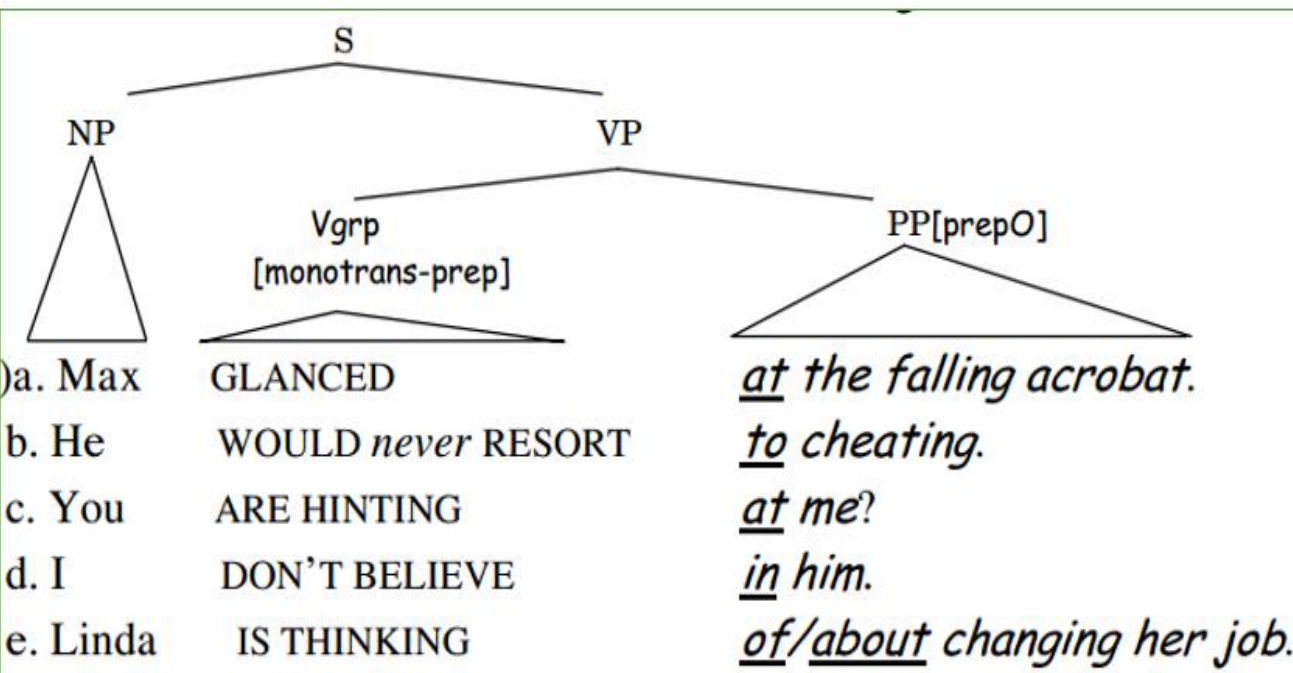 S
NP VP
Vgrp PP[prepO]
[monotrans-prep]
)a. Max GLANCED at the falling acrobat.
b. He WOULD never RESORT to cheating.
c. You ARE HINTING at me?
d. I DON’T BELIEVE in him.
e. Linda IS THINKING of/about changing her job.